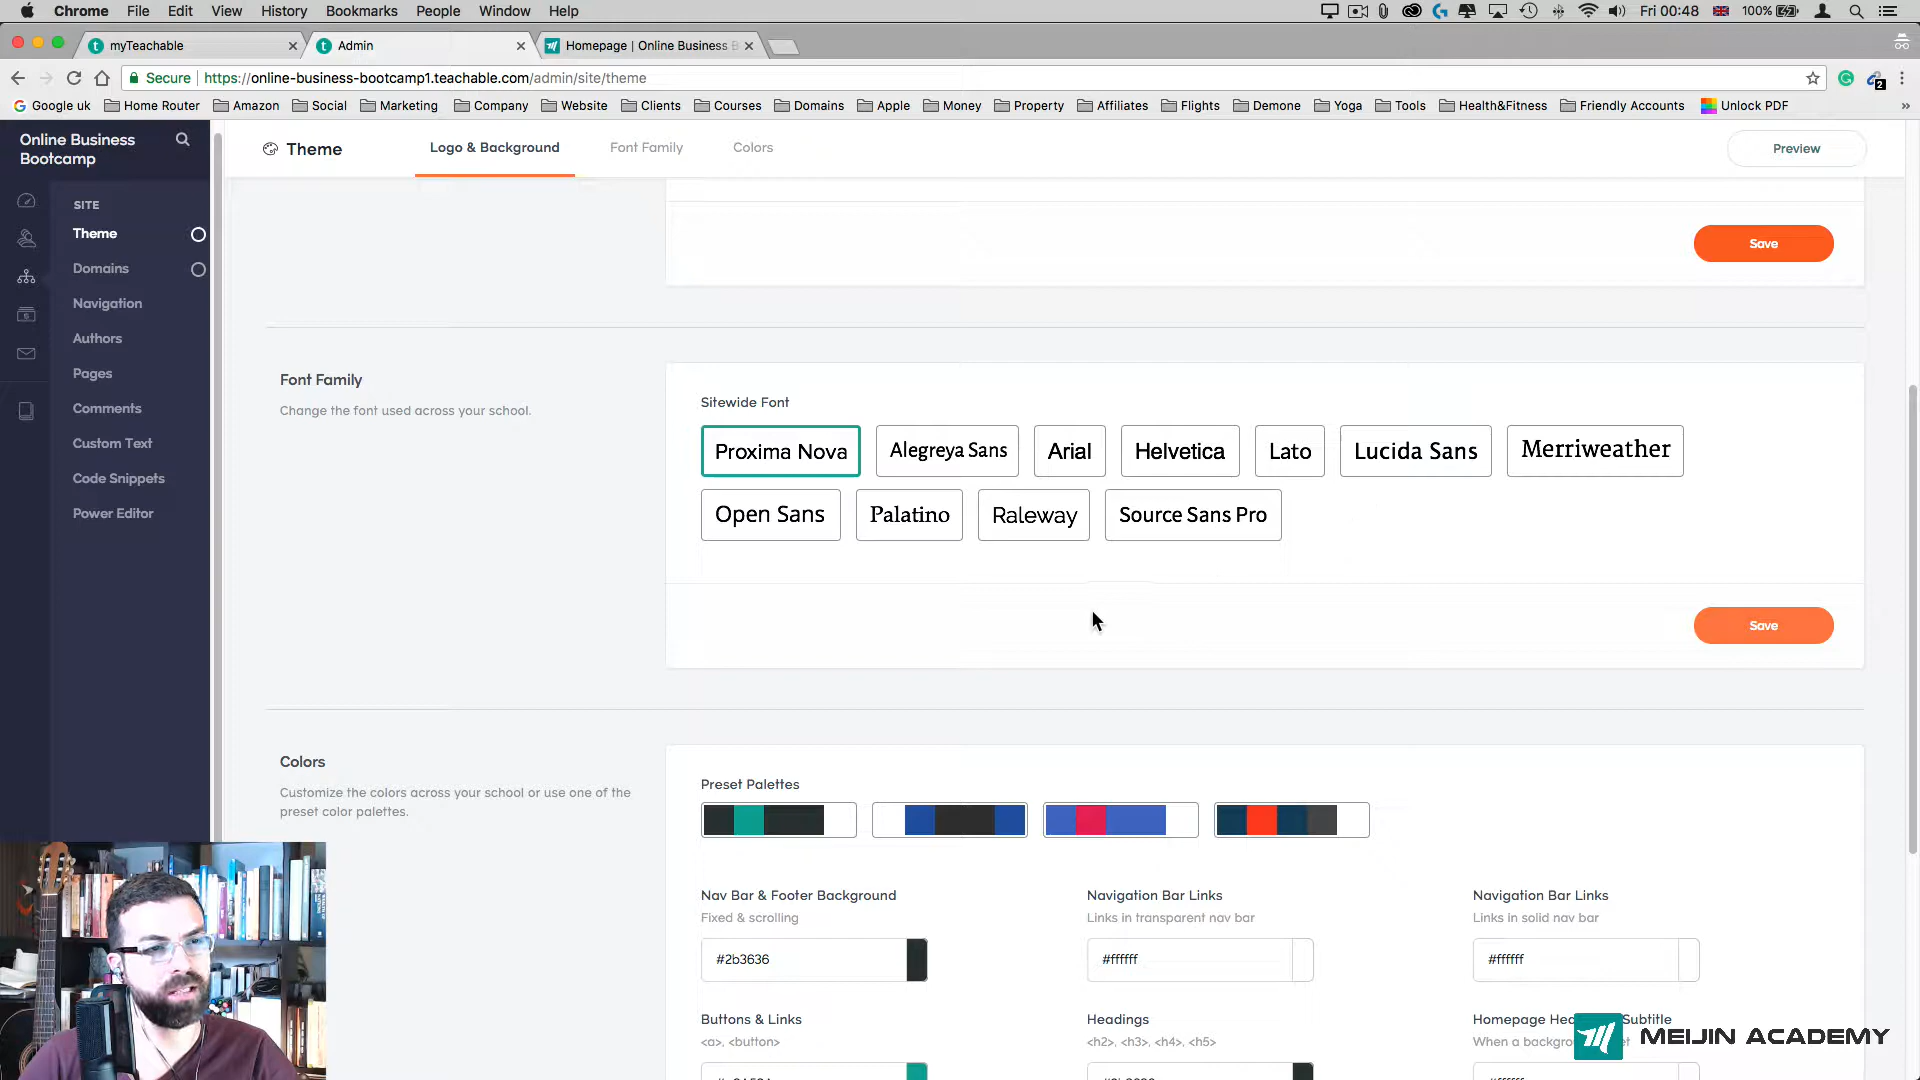 Chrome File Edit View History Bookmarks People Window Help Fri 00:48 100%
myTeachable Admin Homepage | Online Business B
Secure https://online-business-bootcamp1.teachable.com/admin/site/theme 2
Google uk Home Router Amazon Social Marketing Company Website Clients Courses Domains Apple Money Property Affiliates Flights Demone Yoga Tools Health&Fitness Friendly Accounts Unlock PDF »
Online Business
Bootcamp
Theme Logo & Background Font Family Colors Preview
SITE
Theme
Domains
Navigation
Authors
Pages
Comments
Custom Text
Code Snippets
Power Editor
Save
Font Family
Change the font used across your school.
Sitewide Font
Proxima Nova Alegreya Sans Arial Helvetica Lato Lucida Sans Merriweather
Open Sans Palatino Raleway Source Sans Pro
Save
Colors
Customize the colors across your school or use one of the
preset color palettes.
Preset Palettes
Nav Bar & Footer Background Navigation Bar Links Navigation Bar Links
Fixed & scrolling Links in transparent nav bar Links in solid nav bar
#2b3636 #ffffff #ffffff
Buttons & Links Headings Homepage Subtitle
<a>, <button> <h2>, <h3>, <h4>, <h5> When a
MEIJIN ACADEMY